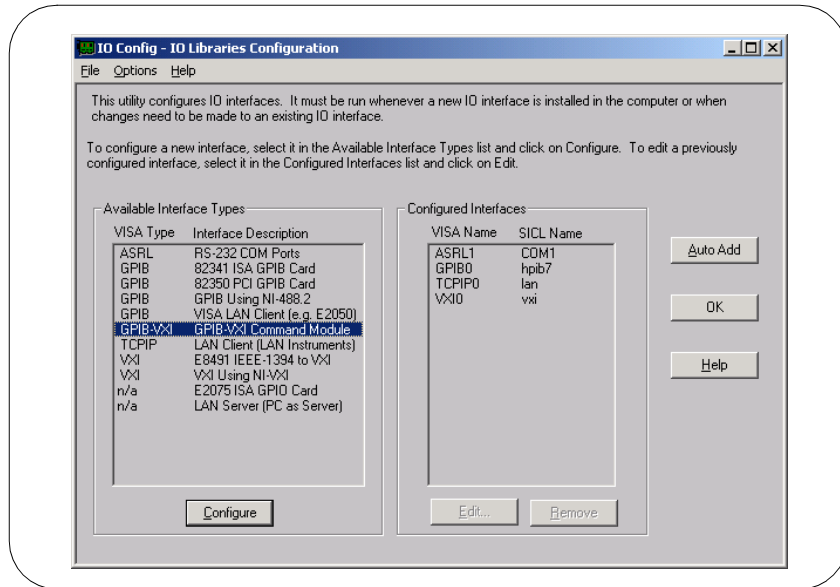 IO Config - IO Libraries Configuration
File Options Help
This utility configures IO interfaces. It must be run whenever a new IO interface is installed in the computer or when
changes need to be made to an existing IO interface.
To configure a new interface, select it in the Available Interface Types list and click on Configure. To edit a previously
configured interface, select it in the Configured Interfaces list and click on Edit.
Available Interface Types
VISA Type Interface Description
ASRL RS-232 COM Ports
GPIB 82341 ISA GPIB Card
GPIB 82350 PCI GPIB Card
GPIB GPIB Using NI-488.2
GPIB VISA LAN Client (e.g. E2050)
GPIB-VXI GPIB-VXI Command Module
TCPIP LAN Client (LAN Instruments)
VXI E8491 IEEE-1394 to VXI
VXI VXI Using NI-VXI
n/a E2075 ISA GPIO Card
n/a LAN Server (PC as Server)
Configure
Configured Interfaces
VISA Name SICL Name
ASRL1 COM1
GPIB0 hpib7
TCPIP0 lan
VXI0 vxi
Edit... Remove
Auto Add
OK
Help